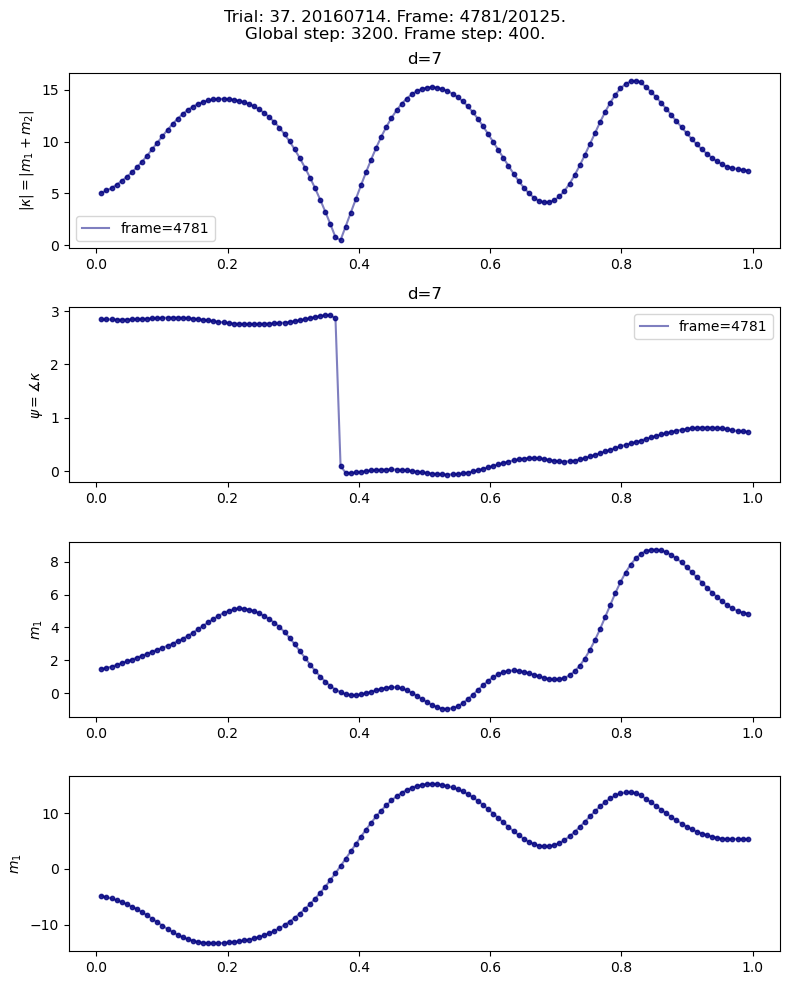 Trial: 37. 20160714. Frame: 4781/20125.
Global step: 3200. Frame step: 400.
d=7
|κ| = |m₁ + m₂|
15
10
5
0
frame=4781
0.0 0.2 0.4 0.6 0.8 1.0
d=7
ψ = ∡κ
3
2
1
0
frame=4781
0.0 0.2 0.4 0.6 0.8 1.0
m₁
8
6
4
2
0
0.0 0.2 0.4 0.6 0.8 1.0
m₁
10
0
−10
0.0 0.2 0.4 0.6 0.8 1.0